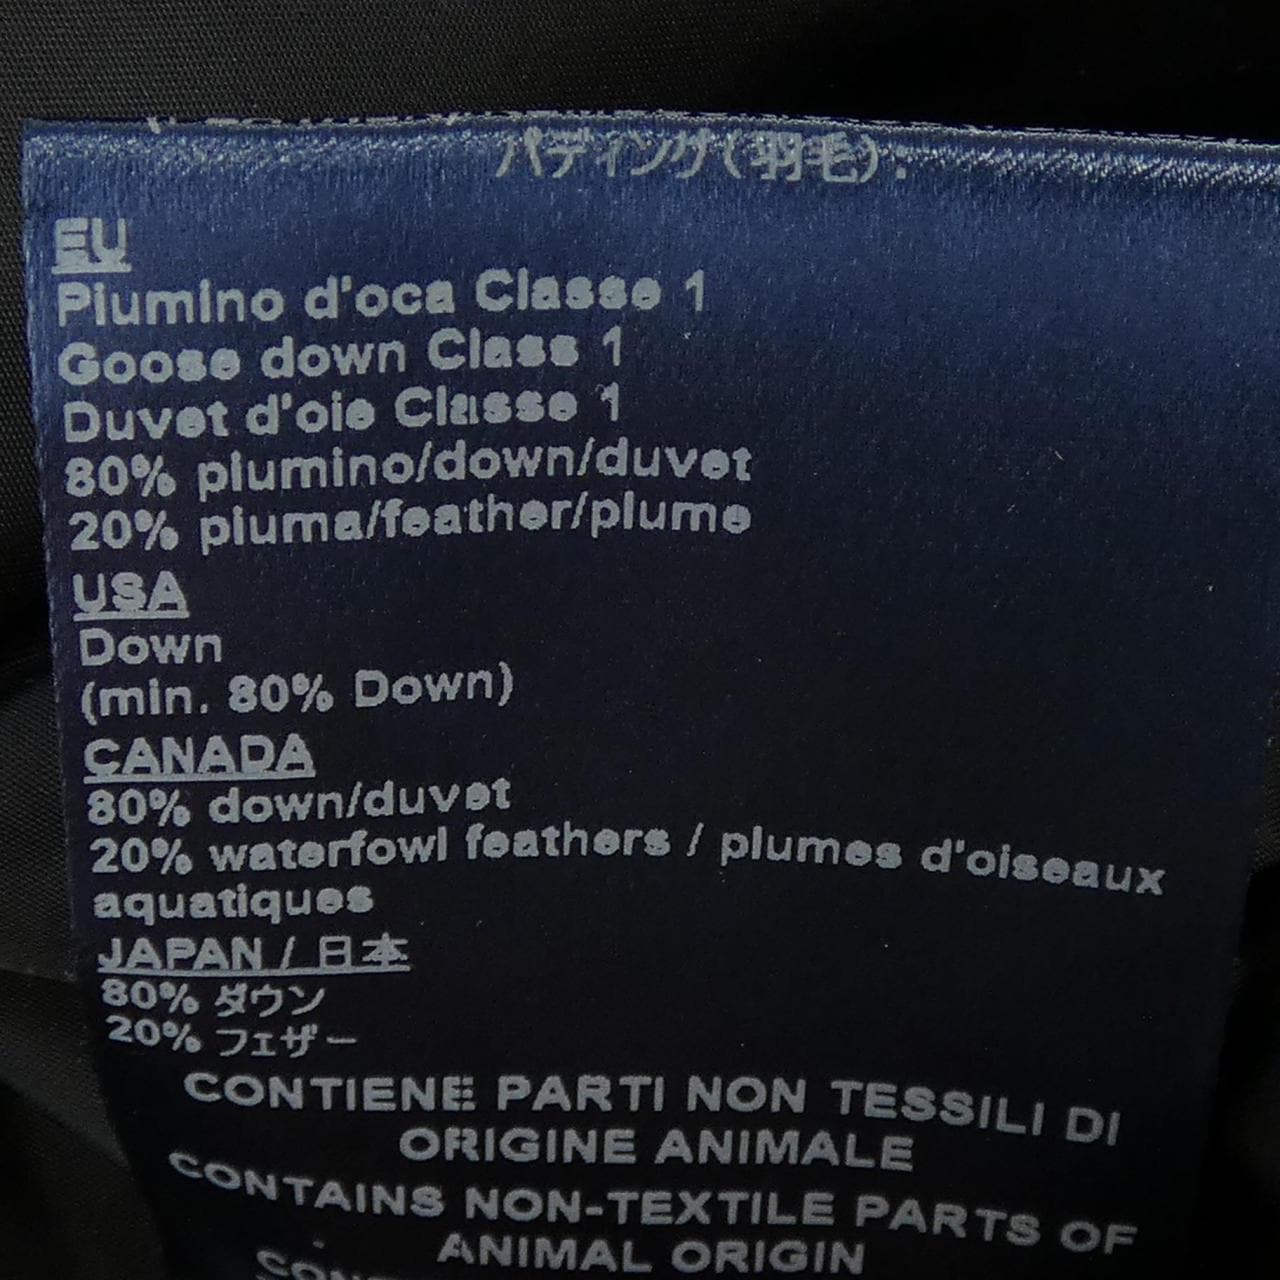 パディング(羽毛):
EU
Piumino d'oca Classe 1
Goose down Class 1
Duvet d'oie Classe 1
80% piumino/down/duvet
20% piuma/feather/plume
USA
Down
(min. 80% Down)
CANADA
80% down/duvet
20% waterfowl feathers / plumes d'oiseaux
aquatiques
JAPAN / 日本
80% ダウン
20% フェザー
CONTIENE PARTI NON TESSILI DI
ORIGINE ANIMALE
CONTAINS NON-TEXTILE PARTS OF
ANIMAL ORIGIN